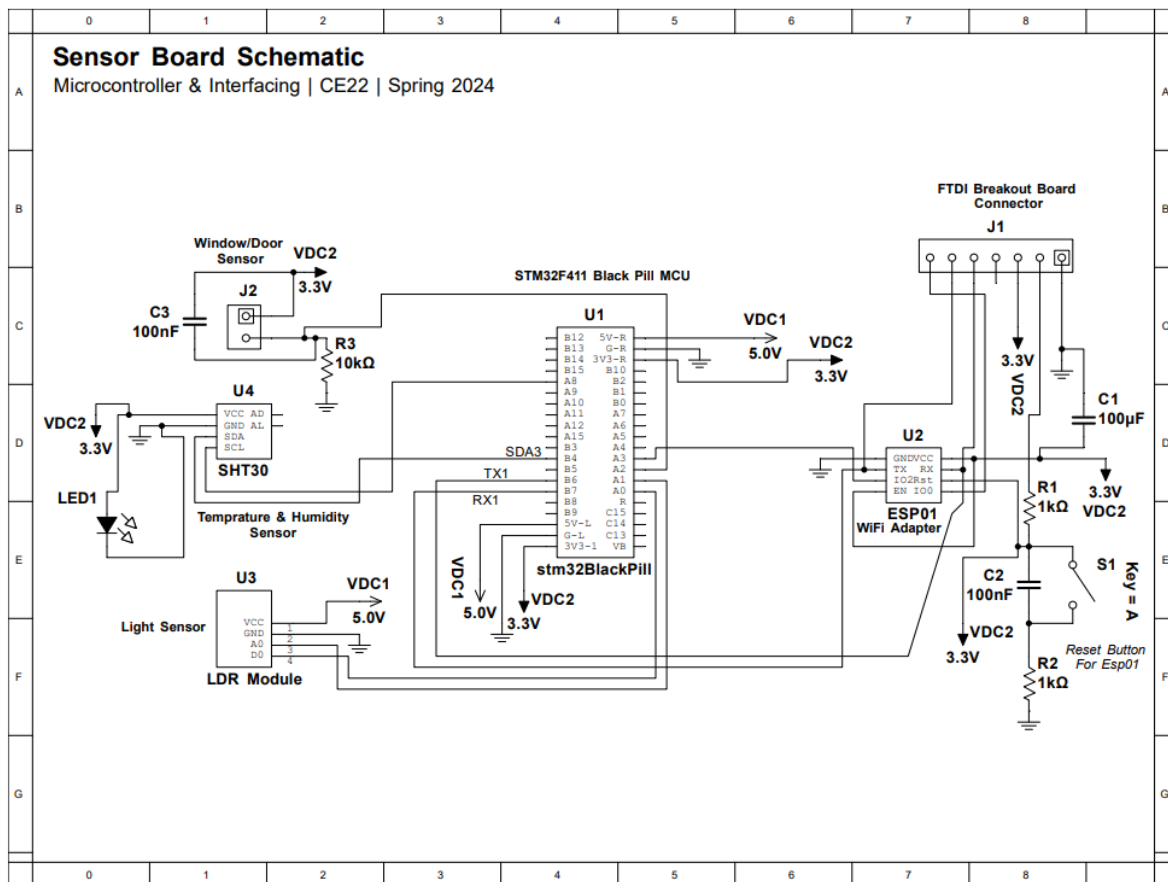 0 1 2 3 4 5 6 7 8
Sensor Board Schematic
Microcontroller & Interfacing | CE22 | Spring 2024
A A
B B
C C
D D
E E
F F
G G
FTDI Breakout Board
Connector
J1
Window/Door
Sensor
VDC2
3.3V
J2
C3
100nF
R3
10kΩ
STM32F411 Black Pill MCU
U1
B12 5V-R
B13 G-R
B14 3V3-R
B15 B10
A8 B2
A9 B1
A10 B0
A11 A7
A12 A6
A15 A5
B3 A4
B4 A3
B5 A2
B6 A1
B7 A0
B8 R
B9 C15
5V-L C14
G-L C13
3V3-1 VB
stm32BlackPill
VDC1
5.0V
VDC2
3.3V
3.3V
VDC2
C1
100µF
U4
VCC AD
GND AL
SDA
SCL
SHT30
VDC2
3.3V
LED1
Temprature & Humidity
Sensor
SDA3
TX1
RX1
U2
GNDVCC
TX RX
IO2Rst
EN IO0
ESP01
WiFi Adapter
3.3V
VDC2
R1
1kΩ
C2
100nF
S1
Key = A
VDC2
3.3V
Reset Button
For Esp01
R2
1kΩ
VDC1
5.0V
VDC2
3.3V
U3
Light Sensor
VCC
GND
A0
D0
1
2
3
4
LDR Module
VDC1
5.0V
0 1 2 3 4 5 6 7 8